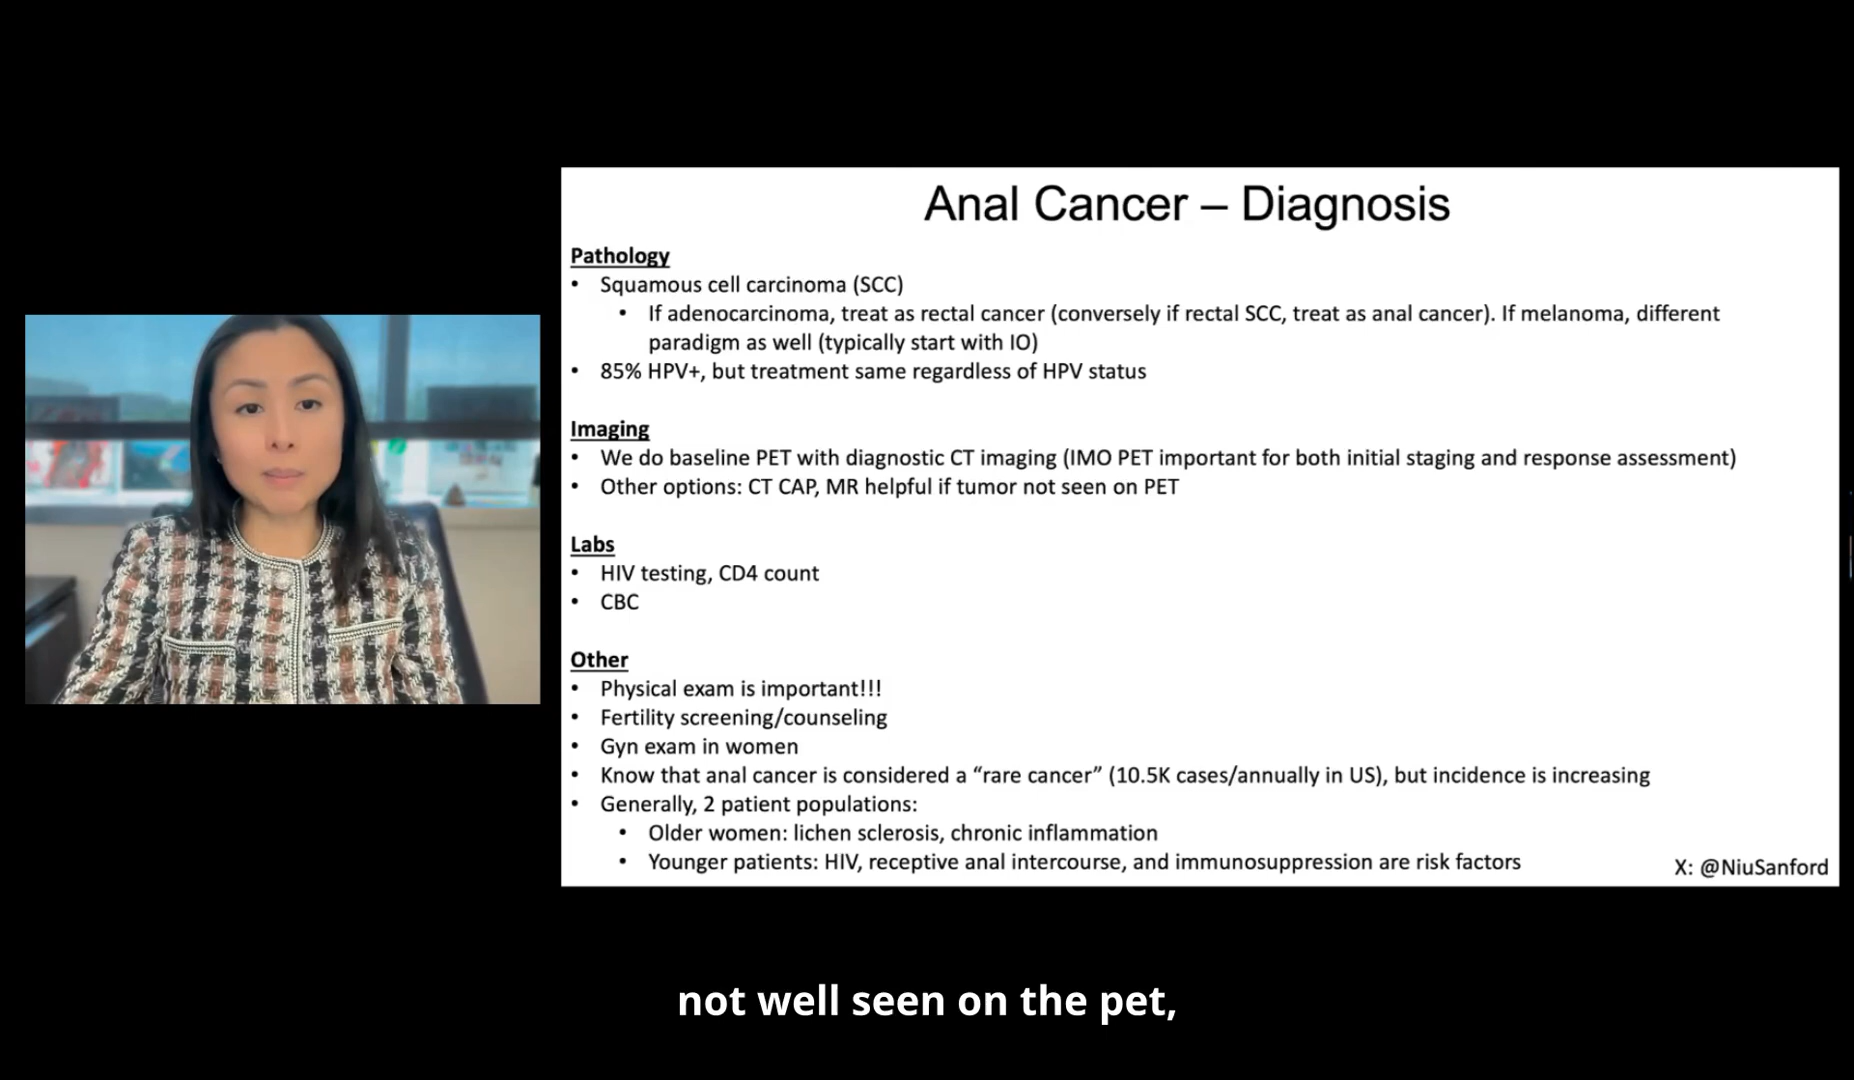 Anal Cancer – Diagnosis
Pathology
• Squamous cell carcinoma (SCC)
• If adenocarcinoma, treat as rectal cancer (conversely if rectal SCC, treat as anal cancer). If melanoma, different
paradigm as well (typically start with IO)
• 85% HPV+, but treatment same regardless of HPV status
Imaging
• We do baseline PET with diagnostic CT imaging (IMO PET important for both initial staging and response assessment)
• Other options: CT CAP, MR helpful if tumor not seen on PET
Labs
• HIV testing, CD4 count
• CBC
Other
• Physical exam is important!!!
• Fertility screening/counseling
• Gyn exam in women
• Know that anal cancer is considered a “rare cancer” (10.5K cases/annually in US), but incidence is increasing
• Generally, 2 patient populations:
• Older women: lichen sclerosis, chronic inflammation
• Younger patients: HIV, receptive anal intercourse, and immunosuppression are risk factors
X: @NiuSanford
not well seen on the pet,